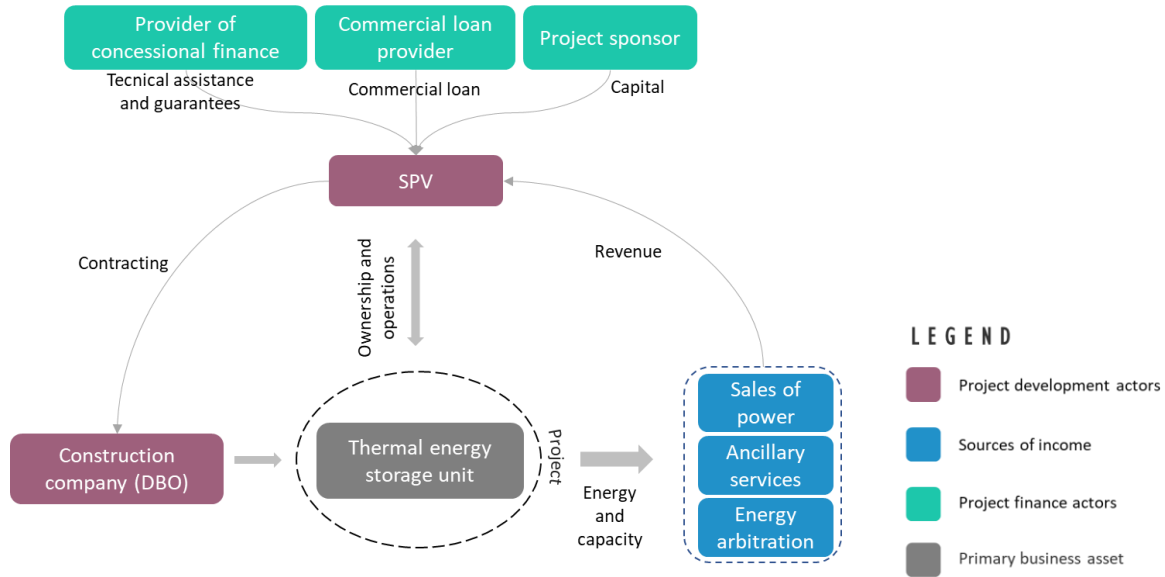 Provider of
concessional finance
Commercial loan
provider
Project sponsor
Tecnical assistance
and guarantees
Commercial loan
Capital
SPV
Contracting
Ownership and
operations
Revenue
LEGEND
Project development actors
Sources of income
Project finance actors
Primary business asset
Construction
company (DBO)
Thermal energy
storage unit
Project
Energy
and
capacity
Sales of
power
Ancillary
services
Energy
arbitration